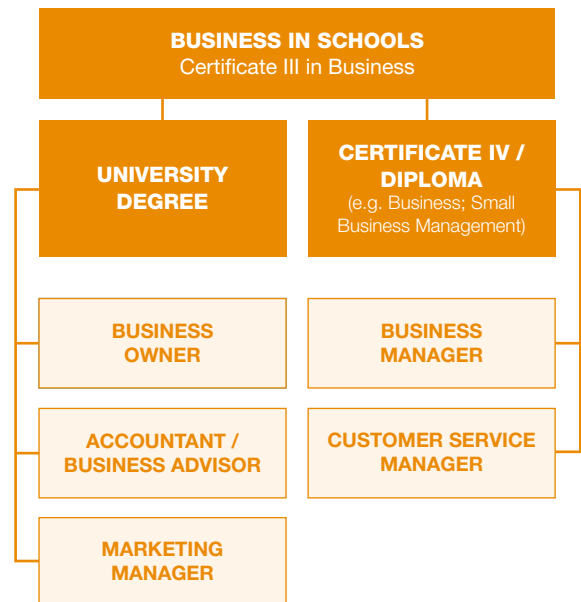 BUSINESS IN SCHOOLS
Certificate III in Business
UNIVERSITY
DEGREE
CERTIFICATE IV /
DIPLOMA
(e.g. Business; Small
Business Management)
BUSINESS
OWNER
BUSINESS
MANAGER
ACCOUNTANT /
BUSINESS ADVISOR
CUSTOMER SERVICE
MANAGER
MARKETING
MANAGER